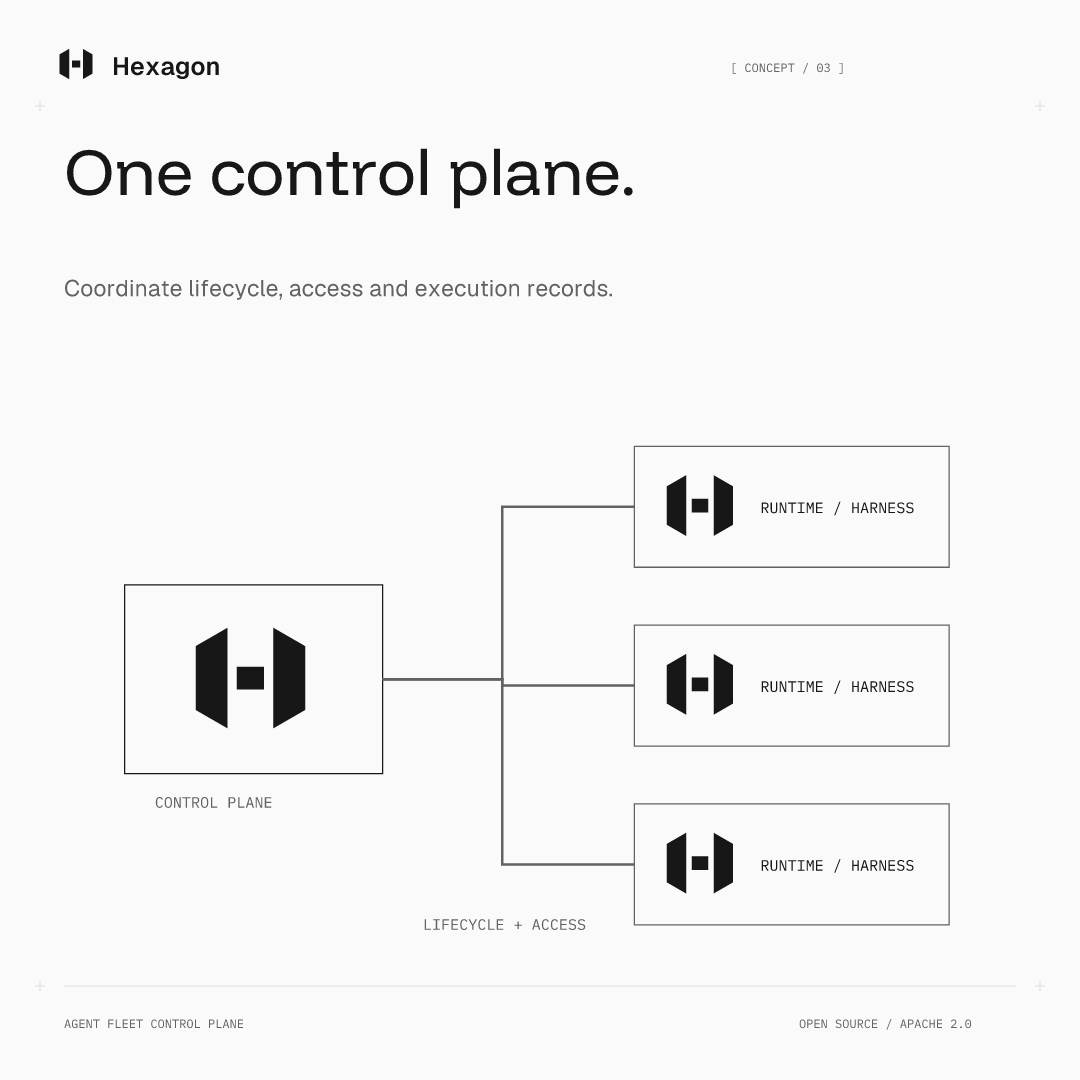 Hexagon
[ CONCEPT / 03 ]
One control plane.
Coordinate lifecycle, access and execution records.
RUNTIME / HARNESS
RUNTIME / HARNESS
CONTROL PLANE
RUNTIME / HARNESS
LIFECYCLE + ACCESS
AGENT FLEET CONTROL PLANE
OPEN SOURCE / APACHE 2.0